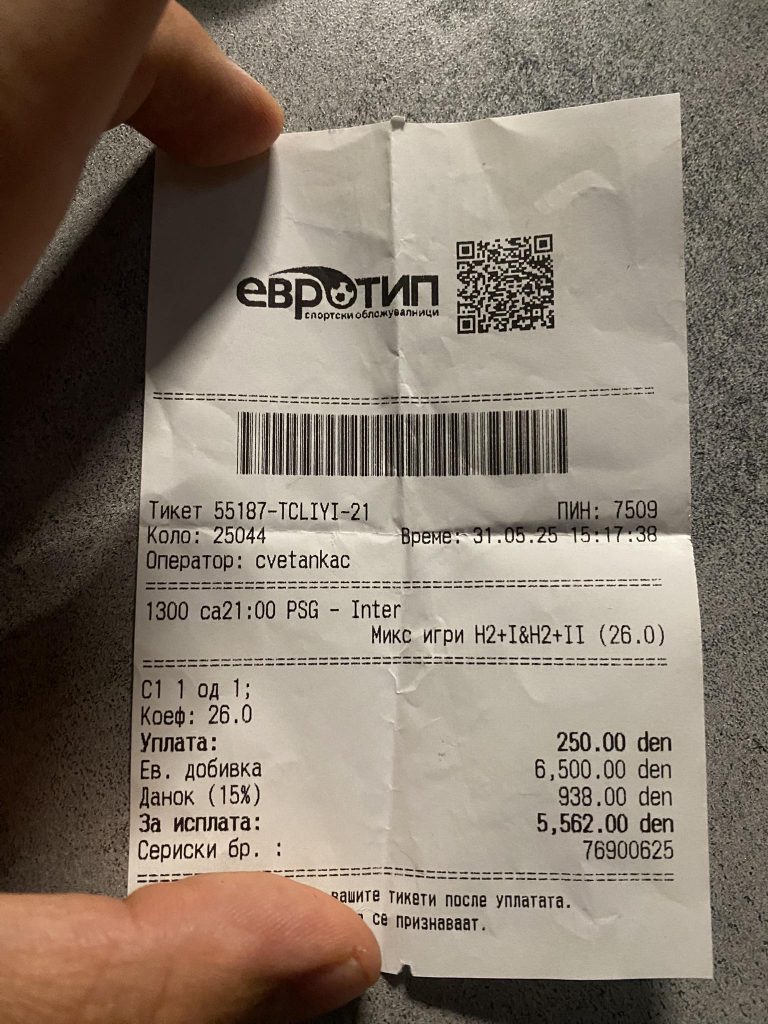 евротип
спортски обложувалници
Тикет 55187-TCLIYI-21 ПИН: 7509
Коло: 25044 Време: 31.05.25 15:17:38
Оператор: cvetankac
1300 са21:00 PSG - Inter
Микс игри H2+I&H2+II (26.0)
С1 1 од 1;
Коеф: 26.0
Уплата: 250.00 den
Ев. добивка 6,500.00 den
Данок (15%) 938.00 den
За исплата: 5,562.00 den
Сериски бр. : 76900625
вашите тикети после уплатата.
се признаваат.